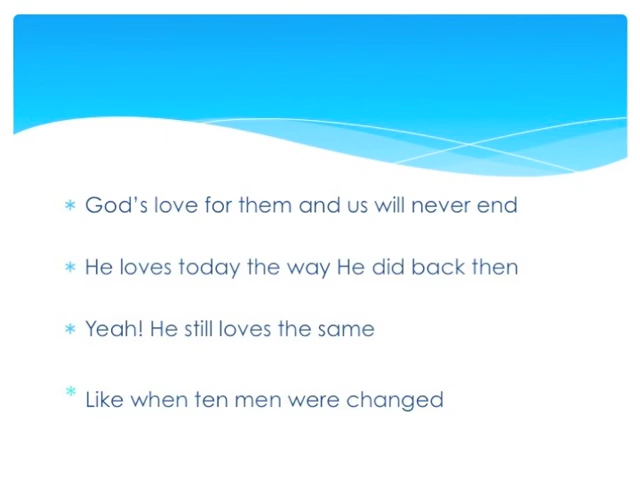 * God's love for them and us will never end
* He loves today the way He did back then
* Yeah! He still loves the same
* Like when ten men were changed